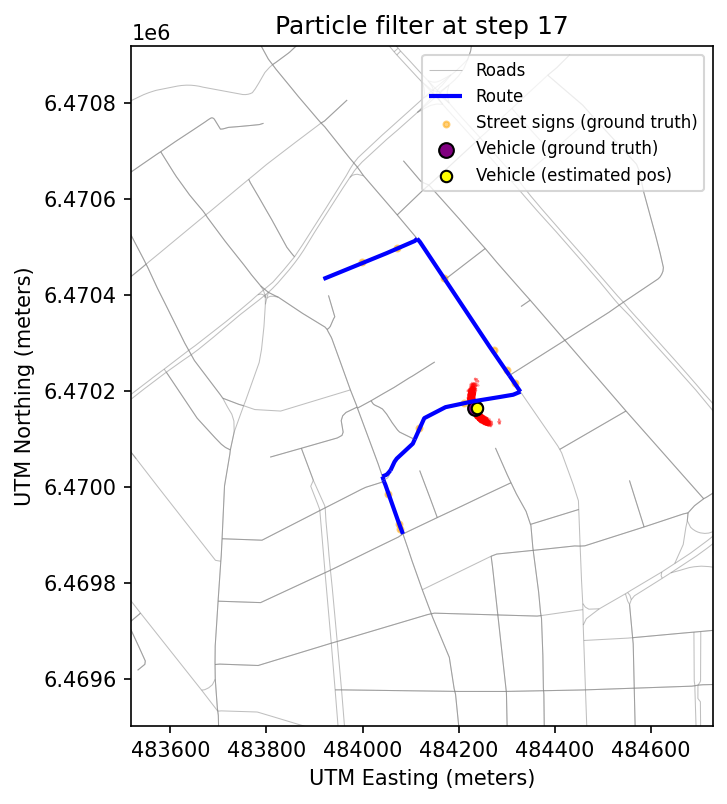 Particle filter at step 17
1e6
Roads
Route
Street signs (ground truth)
Vehicle (ground truth)
Vehicle (estimated pos)
6.4708
6.4706
6.4704
6.4702
6.4700
6.4698
6.4696
UTM Northing (meters)
483600 483800 484000 484200 484400 484600
UTM Easting (meters)